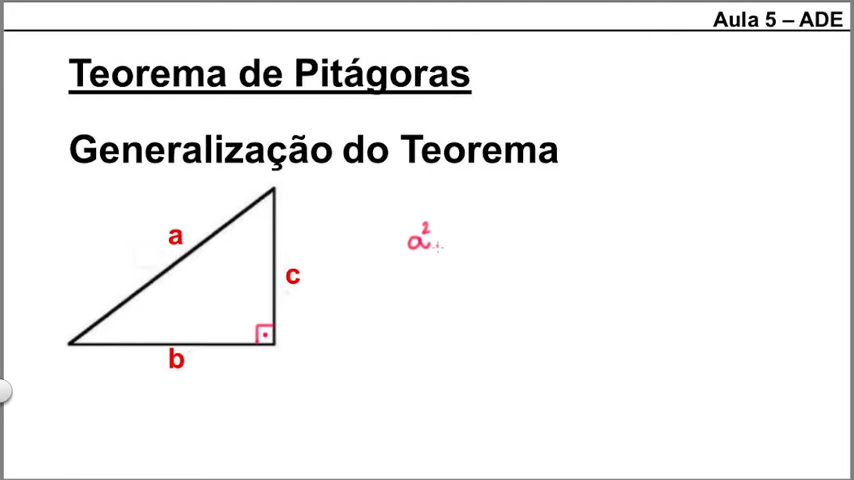 Aula 5 – ADE
Teorema de Pitágoras
Generalização do Teorema
a
a²
c
b